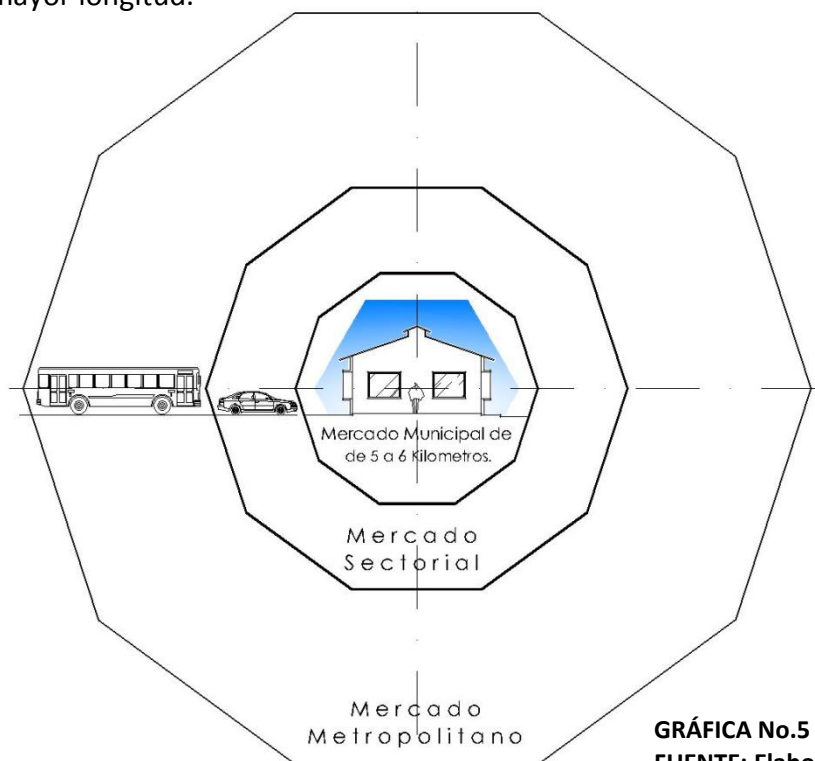 mayor longitud.
Mercado Municipal de
de 5 a 6 Kilometros.
Mercado
Sectorial
Mercado
Metropolitano
GRÁFICA No.5
FUENTE: Elabo